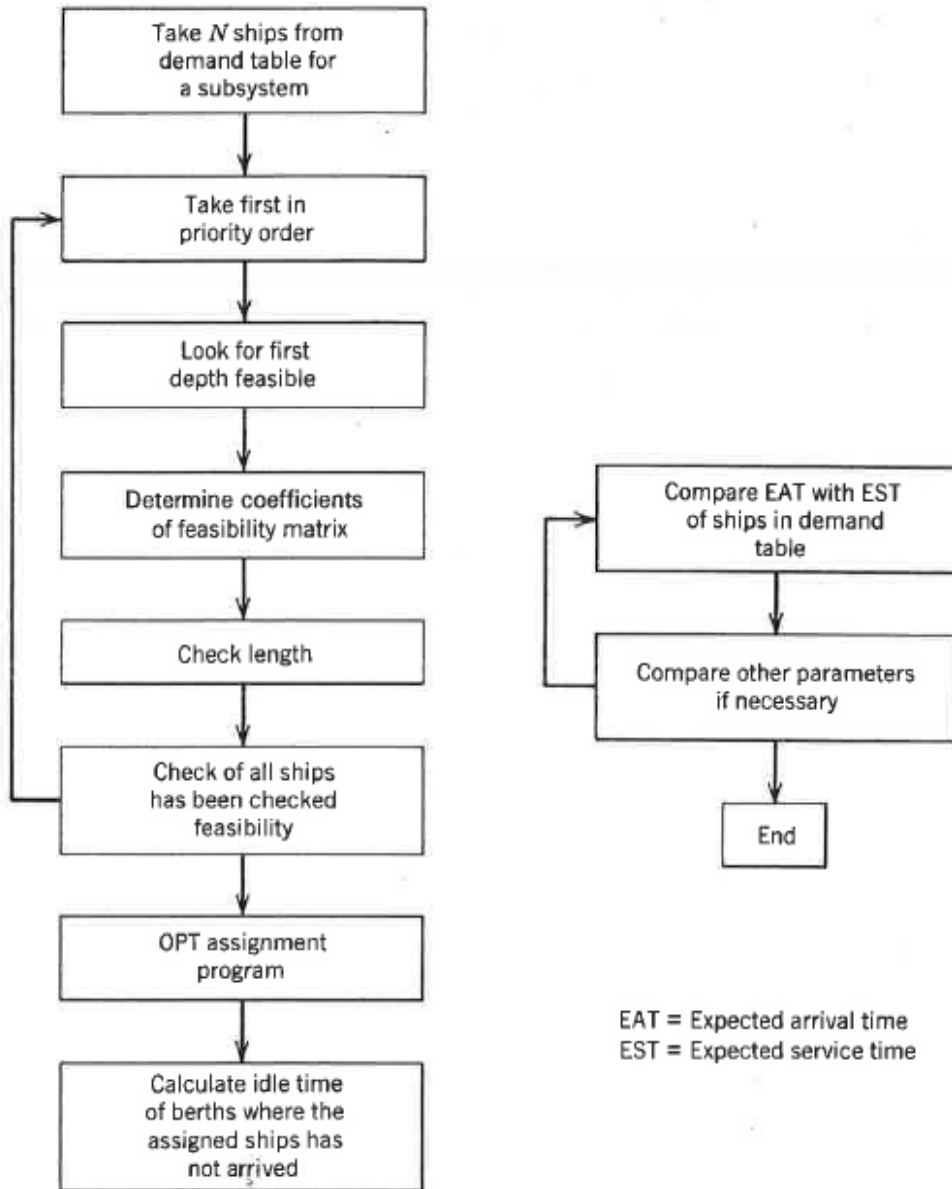 Take N ships from
demand table for
a subsystem
Take first in
priority order
Look for first
depth feasible
Determine coefficients
of feasibility matrix
Check length
Check of all ships
has been checked
feasibility
OPT assignment
program
Calculate idle time
of berths where the
assigned ships has
not arrived
Compare EAT with EST
of ships in demand
table
Compare other parameters
if necessary
End
EAT = Expected arrival time
EST = Expected service time